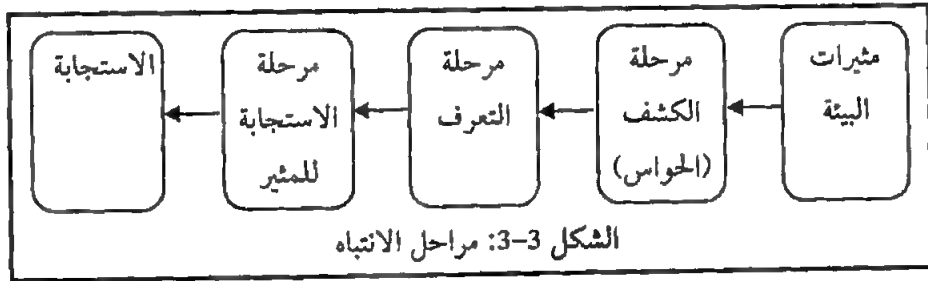 مثيرات
البيئة
مرحلة
الكشف
(الحواس)
مرحلة
التعرف
مرحلة
الاستجابة
للمثير
الاستجابة
الشكل 3-3: مراحل الانتباه